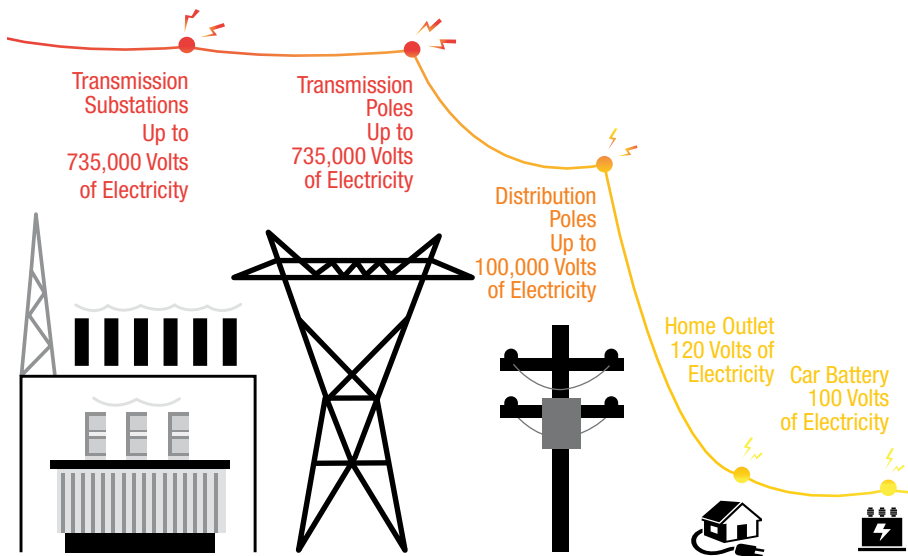 Transmission
Substations
Up to
735,000 Volts
of Electricity
Transmission
Poles
Up to
735,000 Volts
of Electricity
Distribution
Poles
Up to
100,000 Volts
of Electricity
Home Outlet
120 Volts of
Electricity
Car Battery
100 Volts
of Electricity